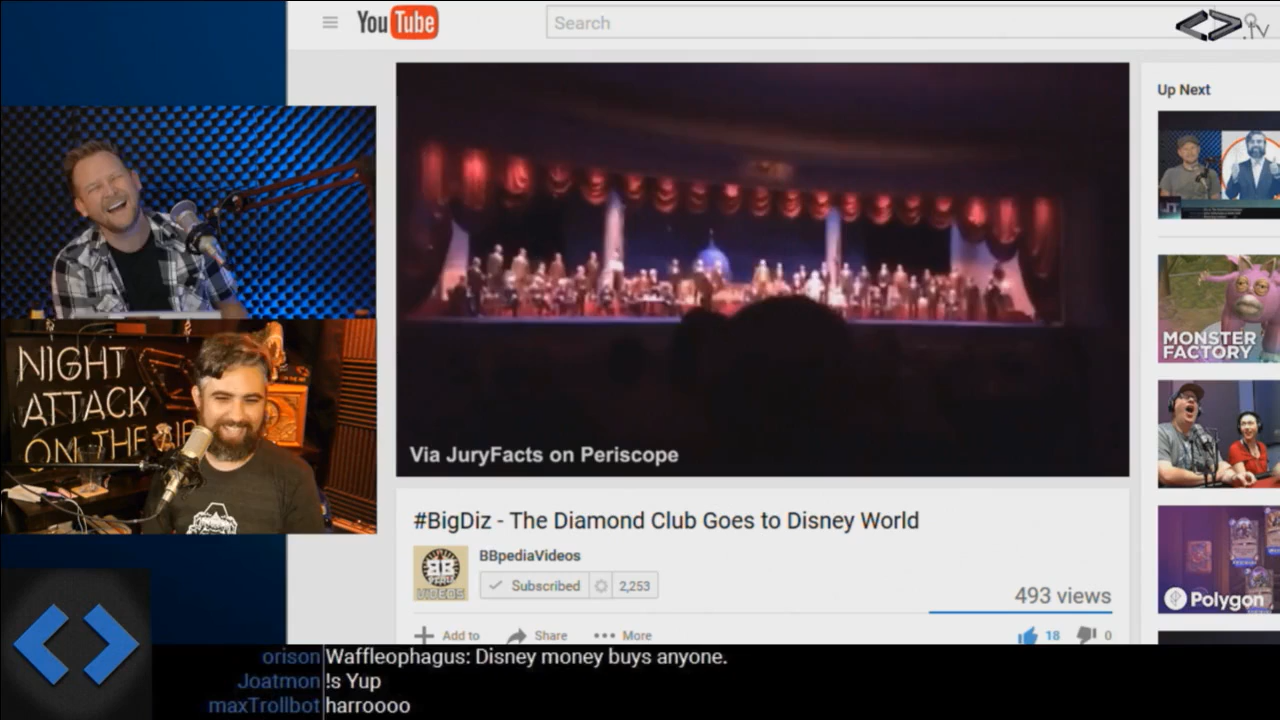 YouTube
Search
.tv
Up Next
NIGHT
ATTACK
ON THE
MONSTER
FACTORY
Via JuryFacts on Periscope
#BigDiz - The Diamond Club Goes to Disney World
BBpediaVideos
BB
VIDEOS
Subscribed 2,253
493 views
Polygon
Add to Share More 18 0
orison Waffleophagus: Disney money buys anyone.
Joatmon !s Yup
maxTrollbot harroooo